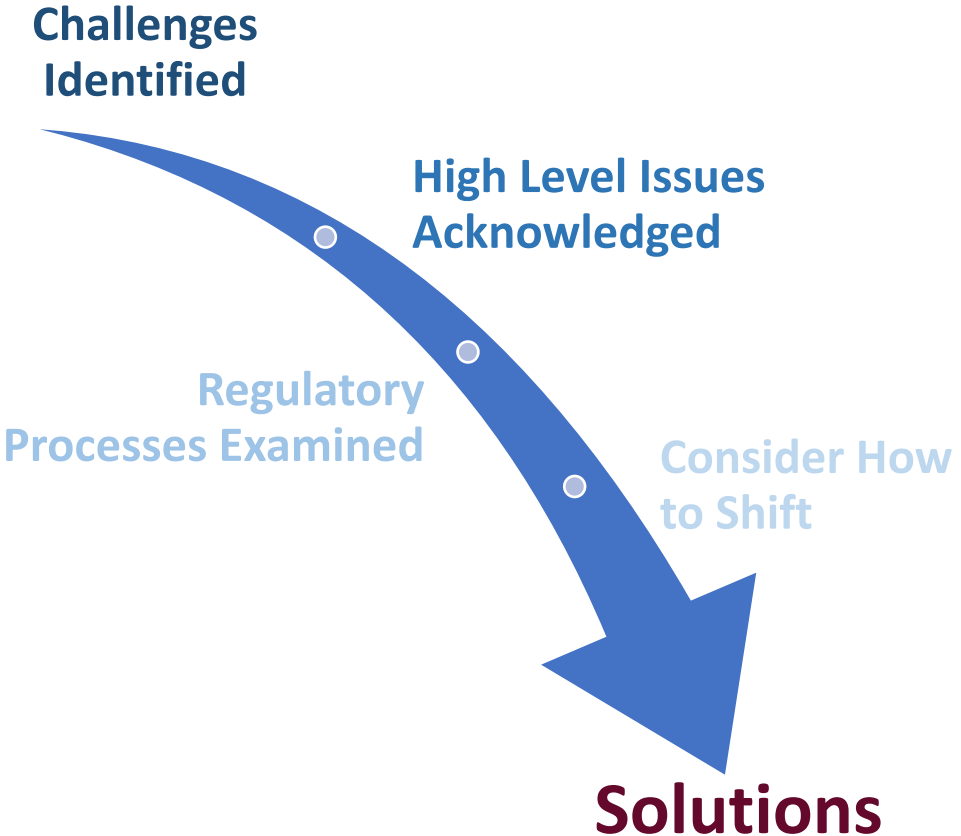 Challenges
Identified
High Level Issues
Acknowledged
Regulatory
Processes Examined
Consider How
to Shift
Solutions